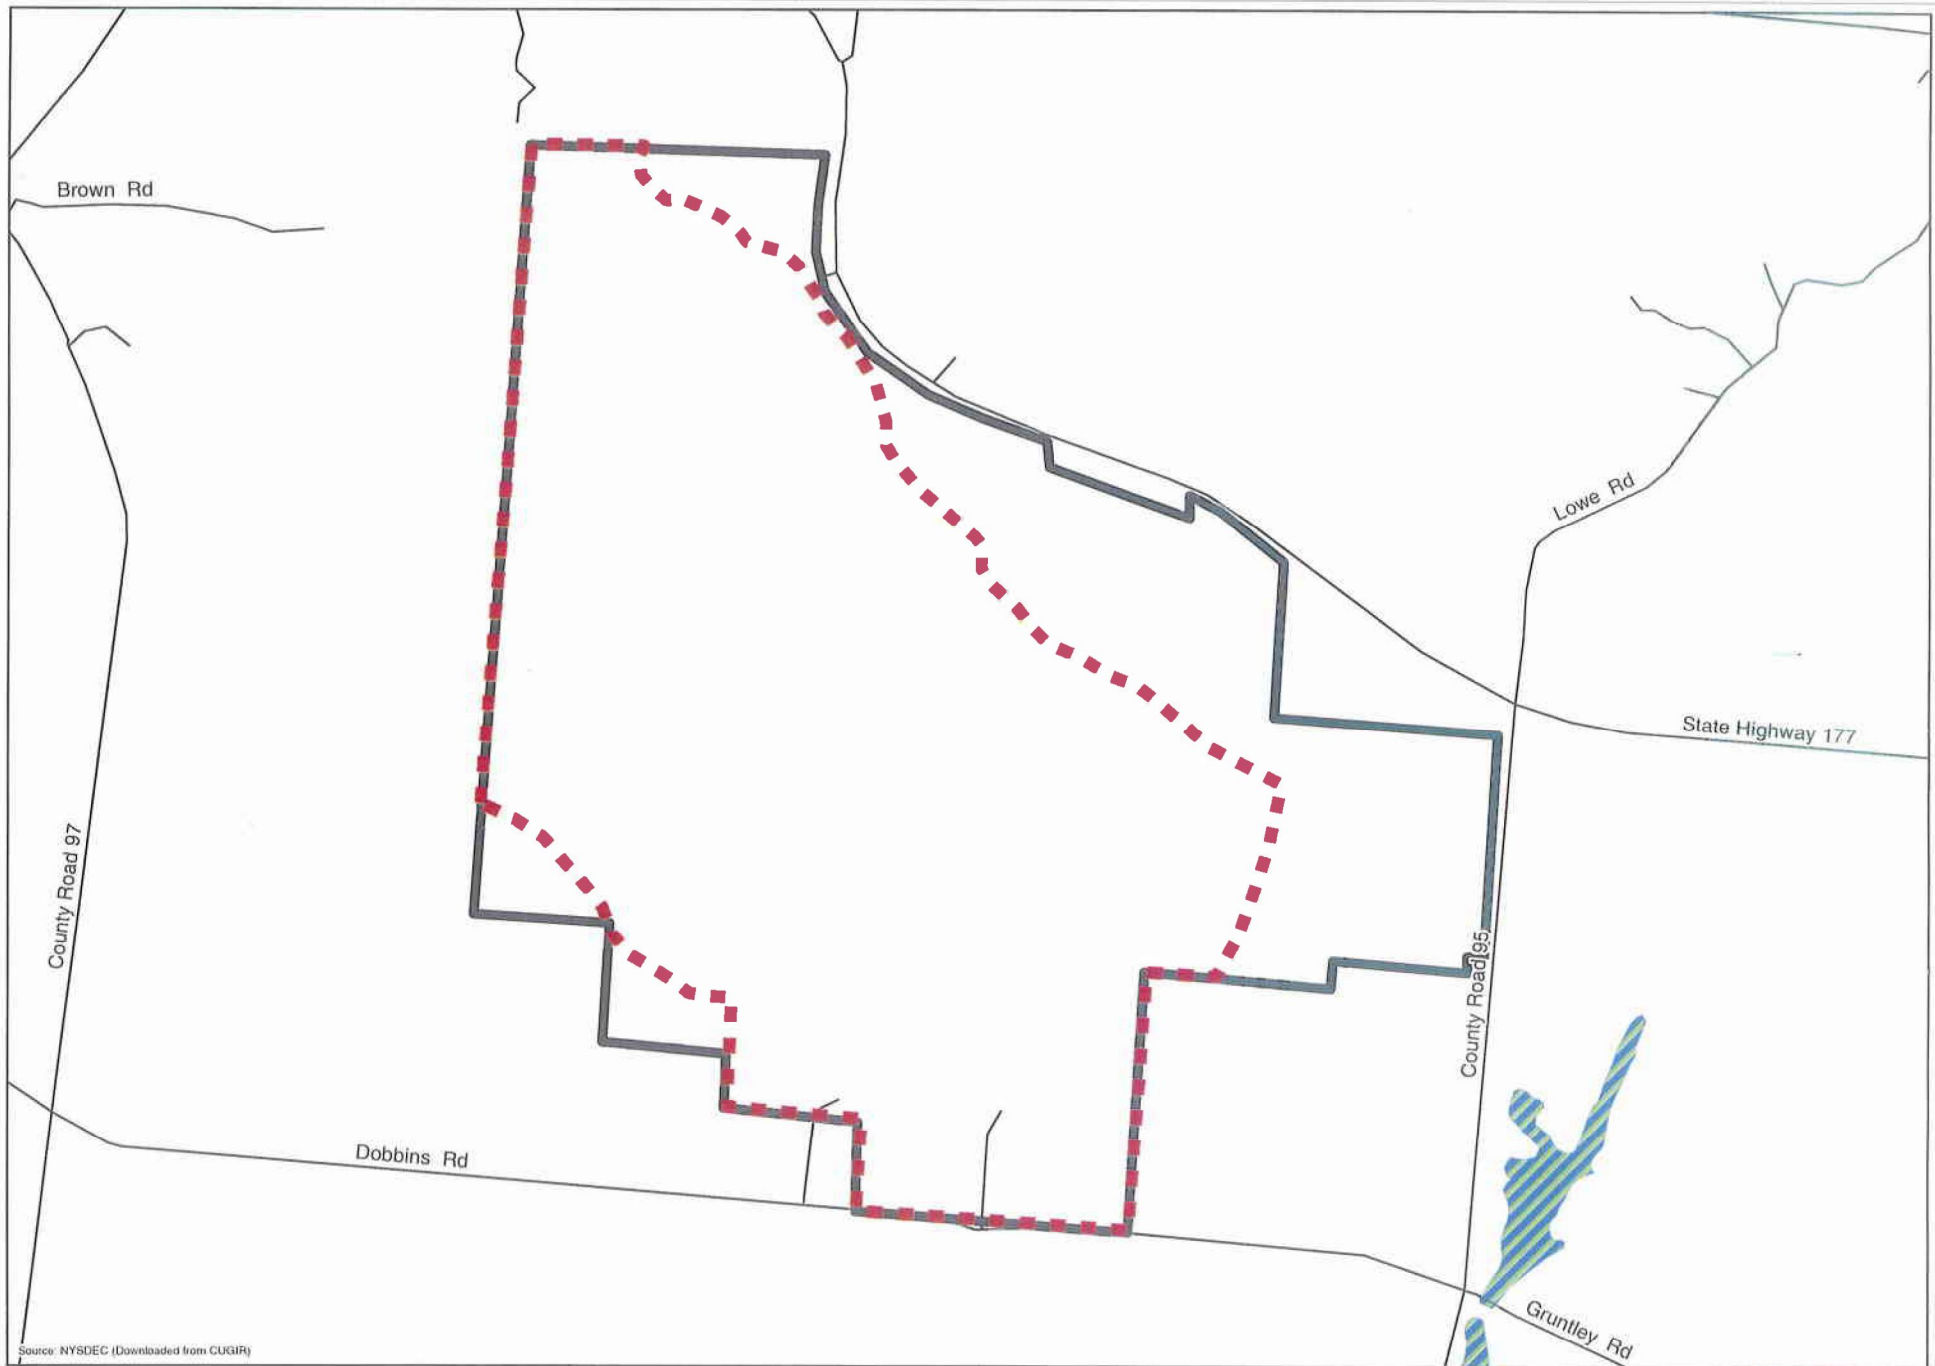 Brown Rd
Lowe Rd
State Highway 177
County Road 97
County Road 95
Dobbins Rd
Gruntley Rd
Source: NYSDEC (Downloaded from CUGIR)